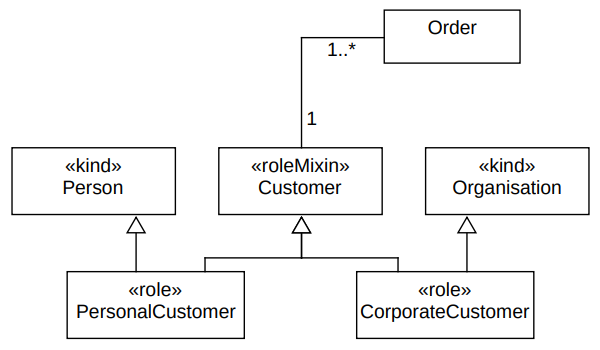 Order
1..*
1
«kind»
Person
«roleMixin»
Customer
«kind»
Organisation
«role»
PersonalCustomer
«role»
CorporateCustomer